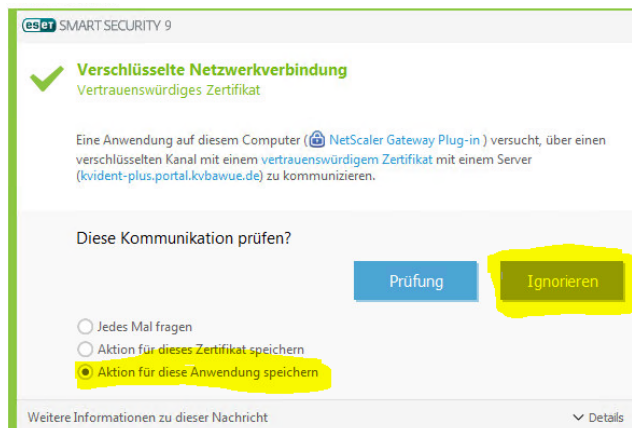 eset SMART SECURITY 9
Verschlüsselte Netzwerkverbindung
Vertrauenswürdiges Zertifikat
Eine Anwendung auf diesem Computer ( NetScaler Gateway Plug-in ) versucht, über einen
verschlüsselten Kanal mit einem vertrauenswürdigem Zertifikat mit einem Server
(kvident-plus.portal.kvbawue.de) zu kommunizieren.
Diese Kommunikation prüfen?
Prüfung Ignorieren
Jedes Mal fragen
Aktion für dieses Zertifikat speichern
Aktion für diese Anwendung speichern
Weitere Informationen zu dieser Nachricht Details